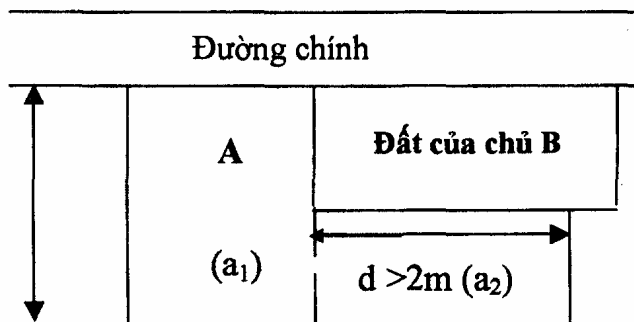 Đường chính
A
Đất của chủ B
(a₁)
d >2m (a₂)